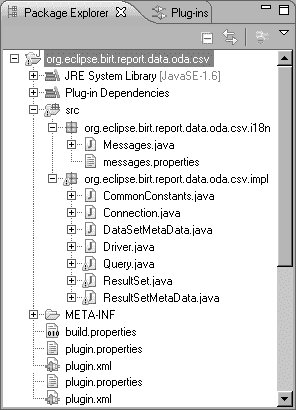 Package Explorer
Plug-ins
org.eclipse.birt.report.data.oda.csv
JRE System Library [JavaSE-1.6]
Plug-in Dependencies
src
org.eclipse.birt.report.data.oda.csv.i18n
Messages.java
messages.properties
org.eclipse.birt.report.data.oda.csv.impl
CommonConstants.java
Connection.java
DataSetMetaData.java
Driver.java
Query.java
ResultSet.java
ResultSetMetaData.java
META-INF
build.properties
plugin.properties
plugin.xml
plugin.properties
plugin.xml